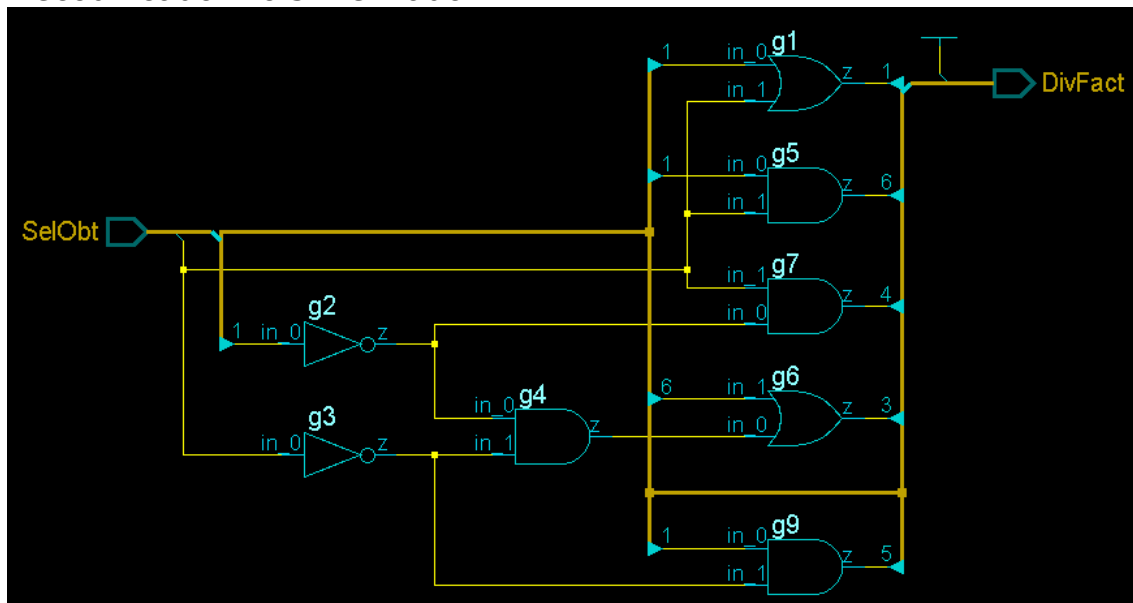 g1
1 in_0 z 1
in_1
DivFact
g5
1 in_0 z 6
in_1
SelObt
g7
in_1 z 4
in_0
g2
1 in_0 z
g6
6 in_1 z 3
in_0
g4
in_0 z
in_1
g3
in_0 z
g9
1 in_0 z 5
in_1